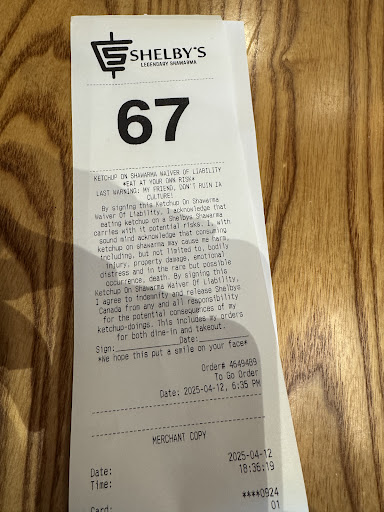 SHELBY'S
LEGENDARY SHAWARMA
67
KETCHUP ON SHAWARMA WAIVER OF LIABILITY
*EAT AT YOUR OWN RISK*
LAST WARNING: MY FRIEND, DON'T RUIN DA
CULTURE!
By signing this Ketchup On Shawarma
Waiver Of Liability, I acknowledge that
eating ketchup on a Shelbys Shawarma
carries with it potential risks. I, with
sound mind acknowledge that consuming
ketchup on shawarma may cause me harm,
including, but not limited to, bodily
injury, property damage, emotional
distress and in the rare but possible
occurrence, death. By signing this
Ketchup On Shawarma Waiver Of Liability,
I agree to indemnify and release Shelbys
Canada from any and all responsibility
for the potential consequences of my
ketchup-doings. This includes my orders
for both dine-in and takeout.
Sign:____________Date:________
*We hope this put a smile on your face*
Order# 4649489
To Go Order
Date: 2025-04-12, 6:35 PM
MERCHANT COPY
Date: 2025-04-12
Time: 18:35:19
****0924
Card: 01